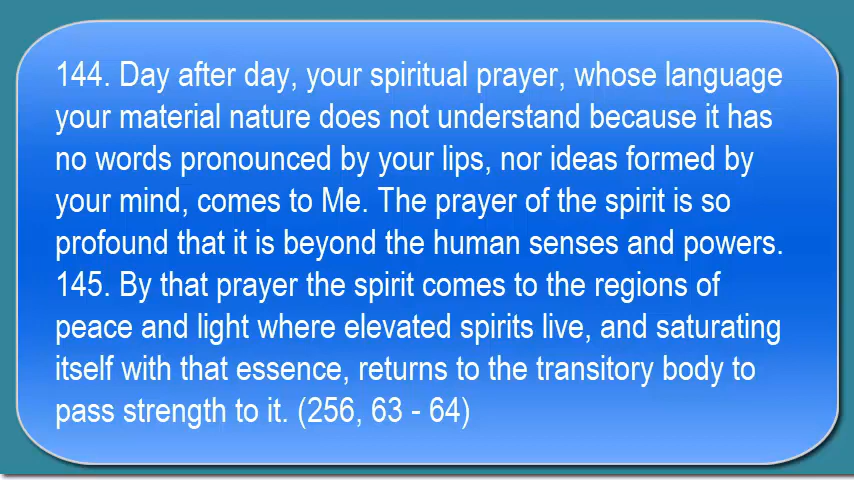 144. Day after day, your spiritual prayer, whose language
your material nature does not understand because it has
no words pronounced by your lips, nor ideas formed by
your mind, comes to Me. The prayer of the spirit is so
profound that it is beyond the human senses and powers.
145. By that prayer the spirit comes to the regions of
peace and light where elevated spirits live, and saturating
itself with that essence, returns to the transitory body to
pass strength to it. (256, 63 - 64)